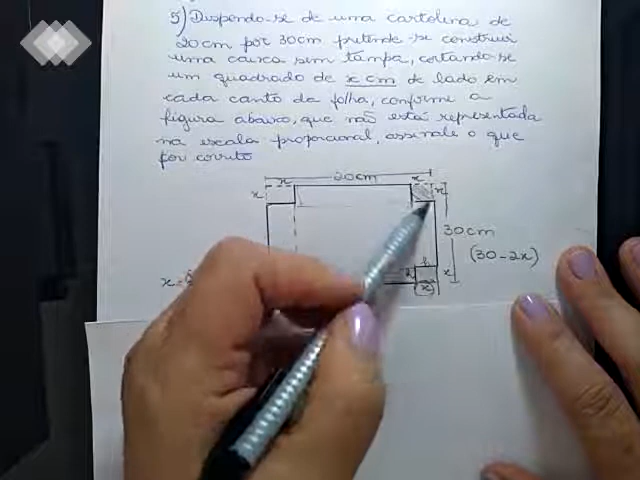 5) Dispondo-se de uma cartolina de
20cm por 30cm pretende-se construir
uma caixa sem tampa, cortando-se
um quadrado de x cm de lado em
cada canto da folha, conforme a
figura abaixo, que não está representada
na escala proporcional, assinale o que
for correto
x 20cm x
x x
30cm
(30-2x)
x
x